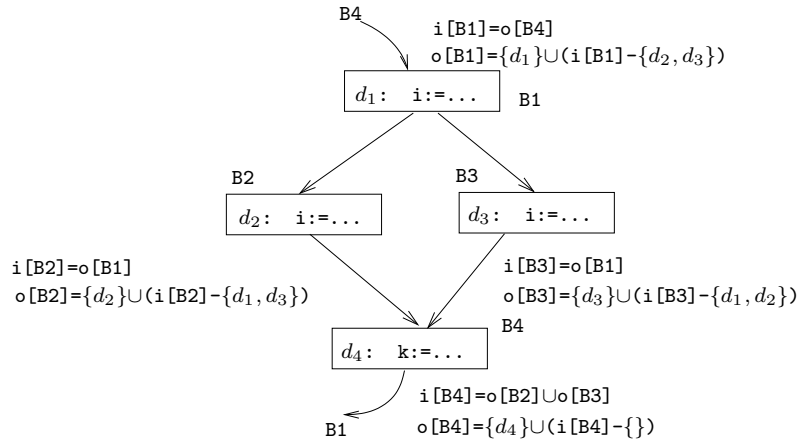 B4
i[B1]=o[B4]
o[B1]={d₁}∪(i[B1]-{d₂, d₃})
d₁: i:=...
B1
B2
B3
d₂: i:=...
d₃: i:=...
i[B2]=o[B1]
o[B2]={d₂}∪(i[B2]-{d₁, d₃})
i[B3]=o[B1]
o[B3]={d₃}∪(i[B3]-{d₁, d₂})
B4
d₄: k:=...
i[B4]=o[B2]∪o[B3]
o[B4]={d₄}∪(i[B4]-{})
B1